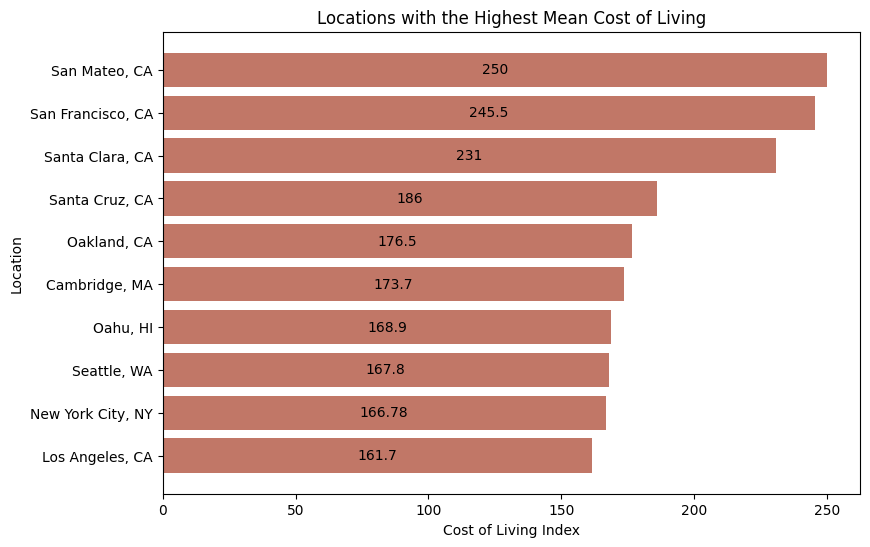 Locations with the Highest Mean Cost of Living
Location
San Mateo, CA 250
San Francisco, CA 245.5
Santa Clara, CA 231
Santa Cruz, CA 186
Oakland, CA 176.5
Cambridge, MA 173.7
Oahu, HI 168.9
Seattle, WA 167.8
New York City, NY 166.78
Los Angeles, CA 161.7
0 50 100 150 200 250
Cost of Living Index